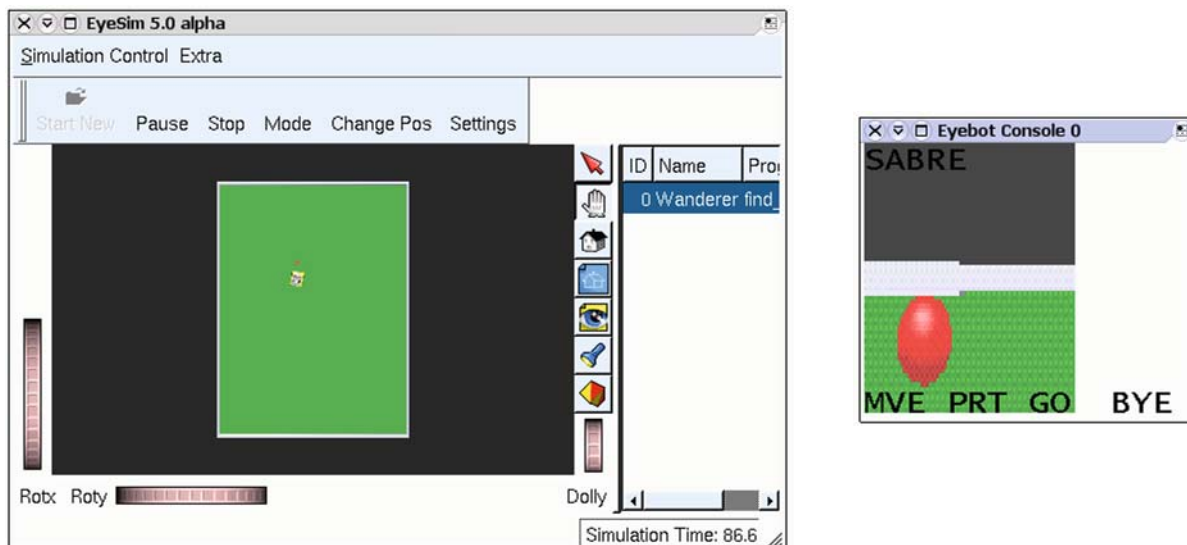 EyeSim 5.0 alpha
Simulation Control Extra
Start New Pause Stop Mode Change Pos Settings
ID Name Pro
0 Wanderer find_
Rotx Roty Dolly
Simulation Time: 86.6
Eyebot Console 0
SABRE
MVE PRT GO BYE